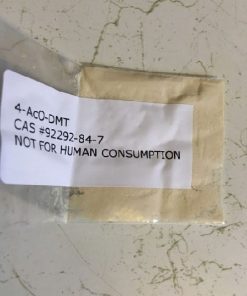 4-AcO-DMT
CAS #92292-84-7
NOT FOR HUMAN CONSUMPTION